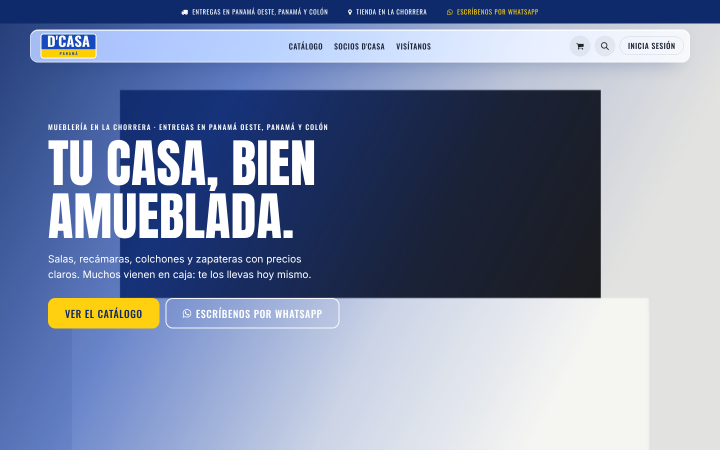 ENTREGAS EN PANAMÁ OESTE, PANAMÁ Y COLÓN
TIENDA EN LA CHORRERA
ESCRÍBENOS POR WHATSAPP
D'CASA
PANAMÁ
CATÁLOGO
SOCIOS D'CASA
VISÍTANOS
INICIA SESIÓN
MUEBLERÍA EN LA CHORRERA · ENTREGAS EN PANAMÁ OESTE, PANAMÁ Y COLÓN
TU CASA, BIEN
AMUEBLADA.
Salas, recámaras, colchones y zapateras con precios
claros. Muchos vienen en caja: te los llevas hoy mismo.
VER EL CATÁLOGO
ESCRÍBENOS POR WHATSAPP